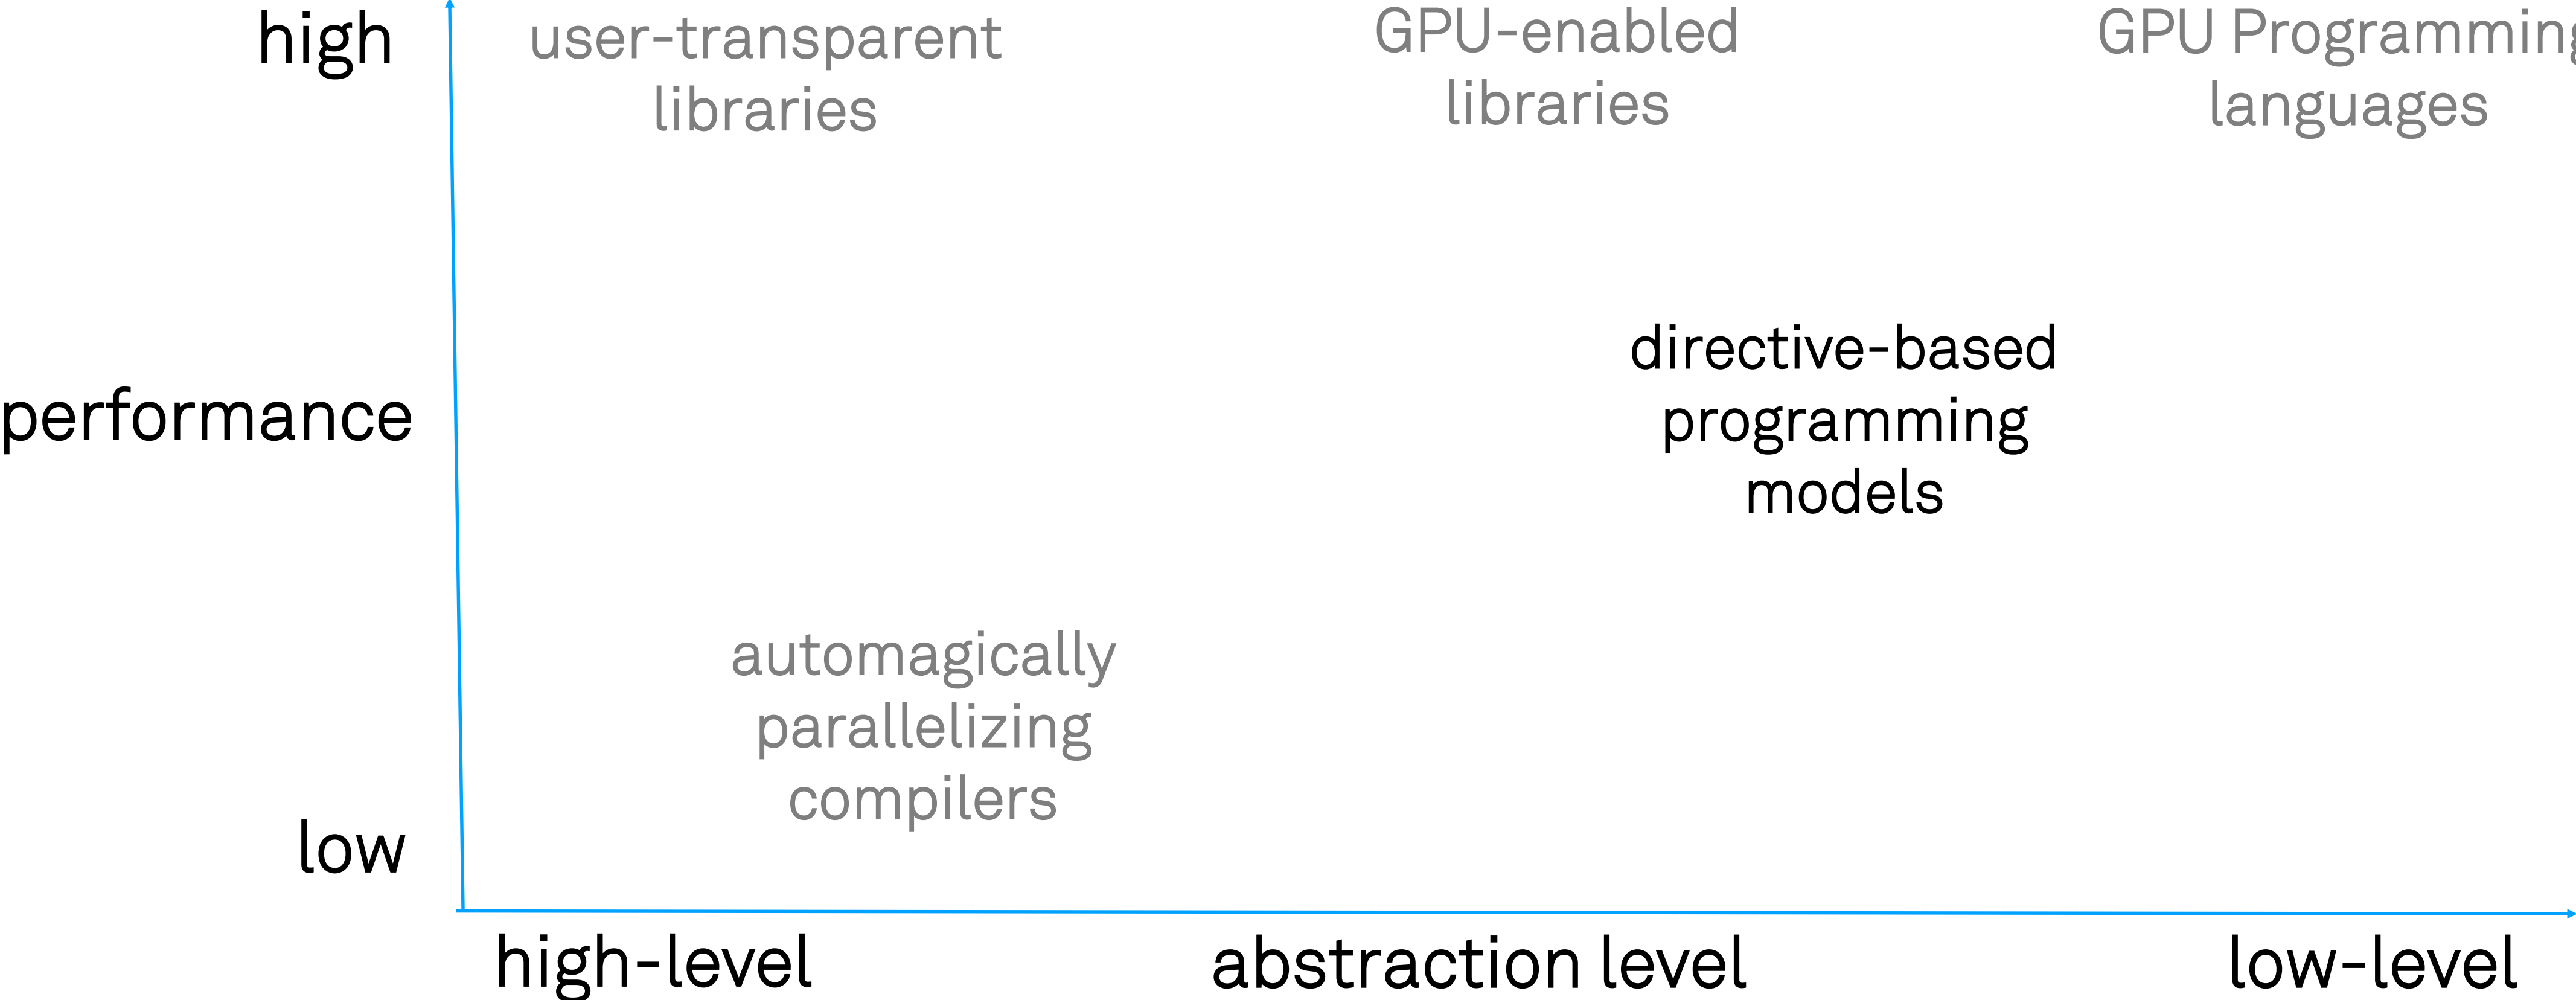 high
user-transparent
libraries
GPU-enabled
libraries
GPU Programming
languages
performance
directive-based
programming
models
automagically
parallelizing
compilers
low
high-level
abstraction level
low-level